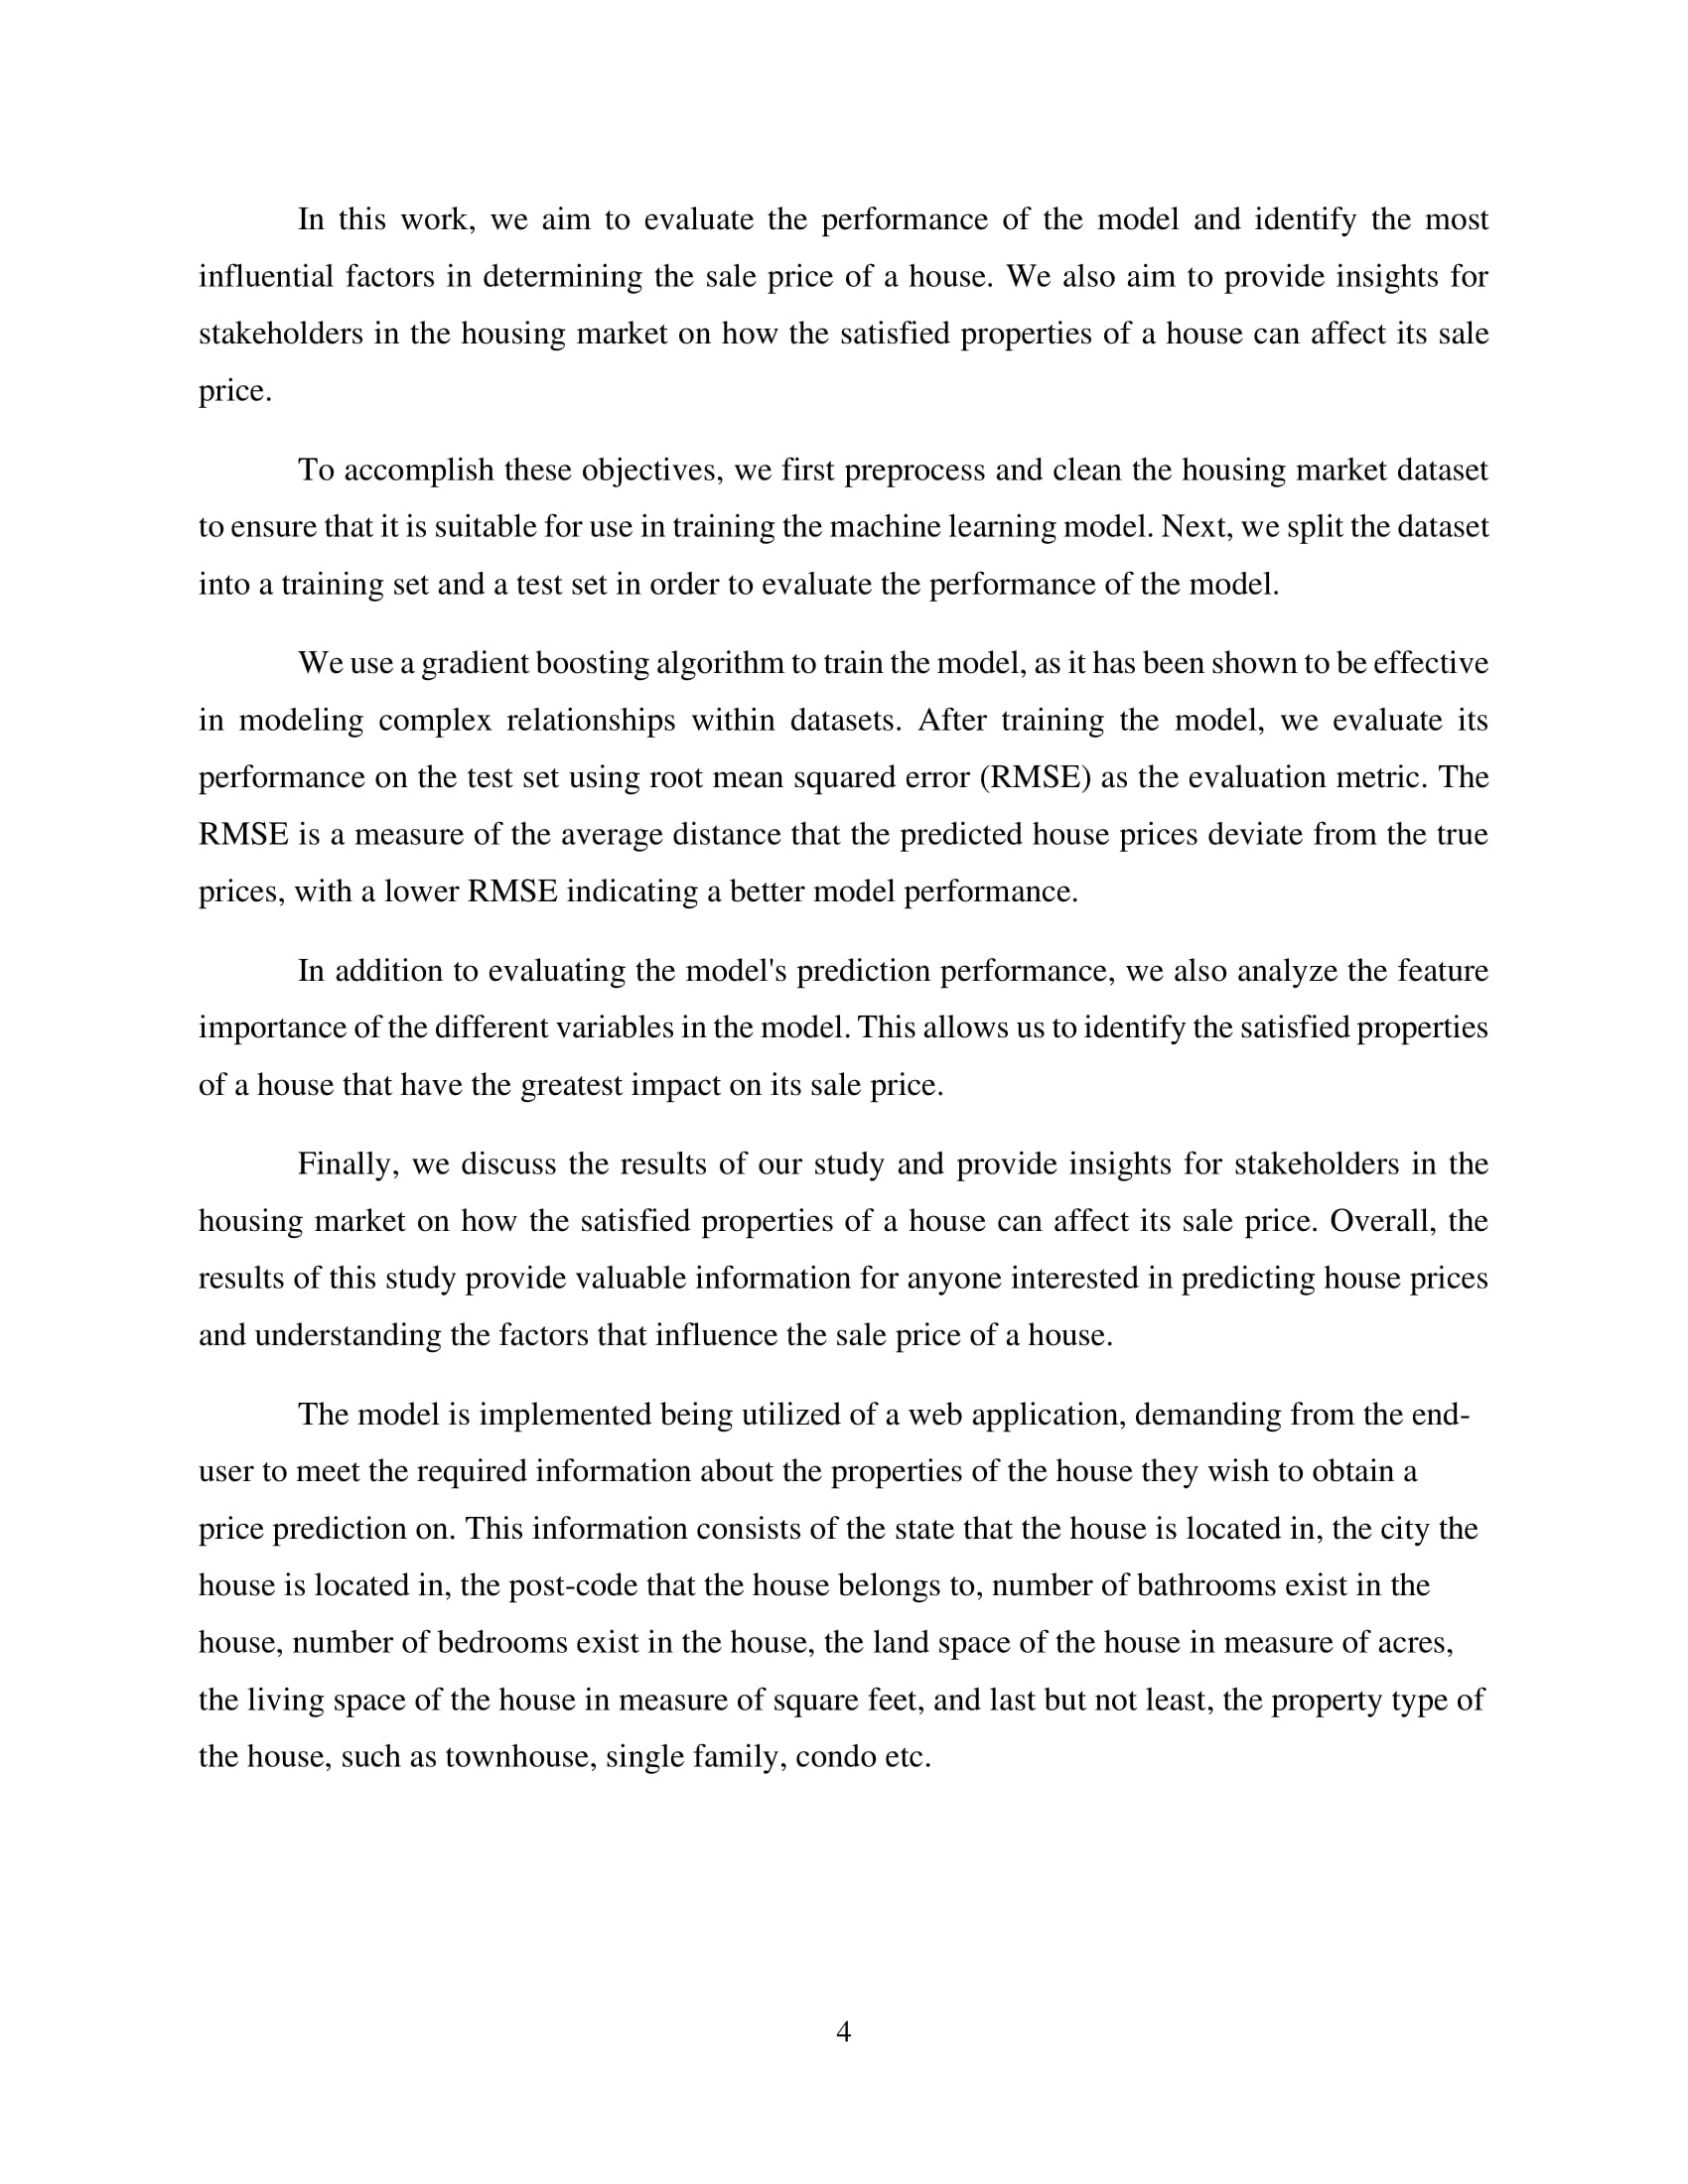 In this work, we aim to evaluate the performance of the model and identify the most
influential factors in determining the sale price of a house. We also aim to provide insights for
stakeholders in the housing market on how the satisfied properties of a house can affect its sale
price.
To accomplish these objectives, we first preprocess and clean the housing market dataset
to ensure that it is suitable for use in training the machine learning model. Next, we split the dataset
into a training set and a test set in order to evaluate the performance of the model.
We use a gradient boosting algorithm to train the model, as it has been shown to be effective
in modeling complex relationships within datasets. After training the model, we evaluate its
performance on the test set using root mean squared error (RMSE) as the evaluation metric. The
RMSE is a measure of the average distance that the predicted house prices deviate from the true
prices, with a lower RMSE indicating a better model performance.
In addition to evaluating the model's prediction performance, we also analyze the feature
importance of the different variables in the model. This allows us to identify the satisfied properties
of a house that have the greatest impact on its sale price.
Finally, we discuss the results of our study and provide insights for stakeholders in the
housing market on how the satisfied properties of a house can affect its sale price. Overall, the
results of this study provide valuable information for anyone interested in predicting house prices
and understanding the factors that influence the sale price of a house.
The model is implemented being utilized of a web application, demanding from the end-
user to meet the required information about the properties of the house they wish to obtain a
price prediction on. This information consists of the state that the house is located in, the city the
house is located in, the post-code that the house belongs to, number of bathrooms exist in the
house, number of bedrooms exist in the house, the land space of the house in measure of acres,
the living space of the house in measure of square feet, and last but not least, the property type of
the house, such as townhouse, single family, condo etc.
4